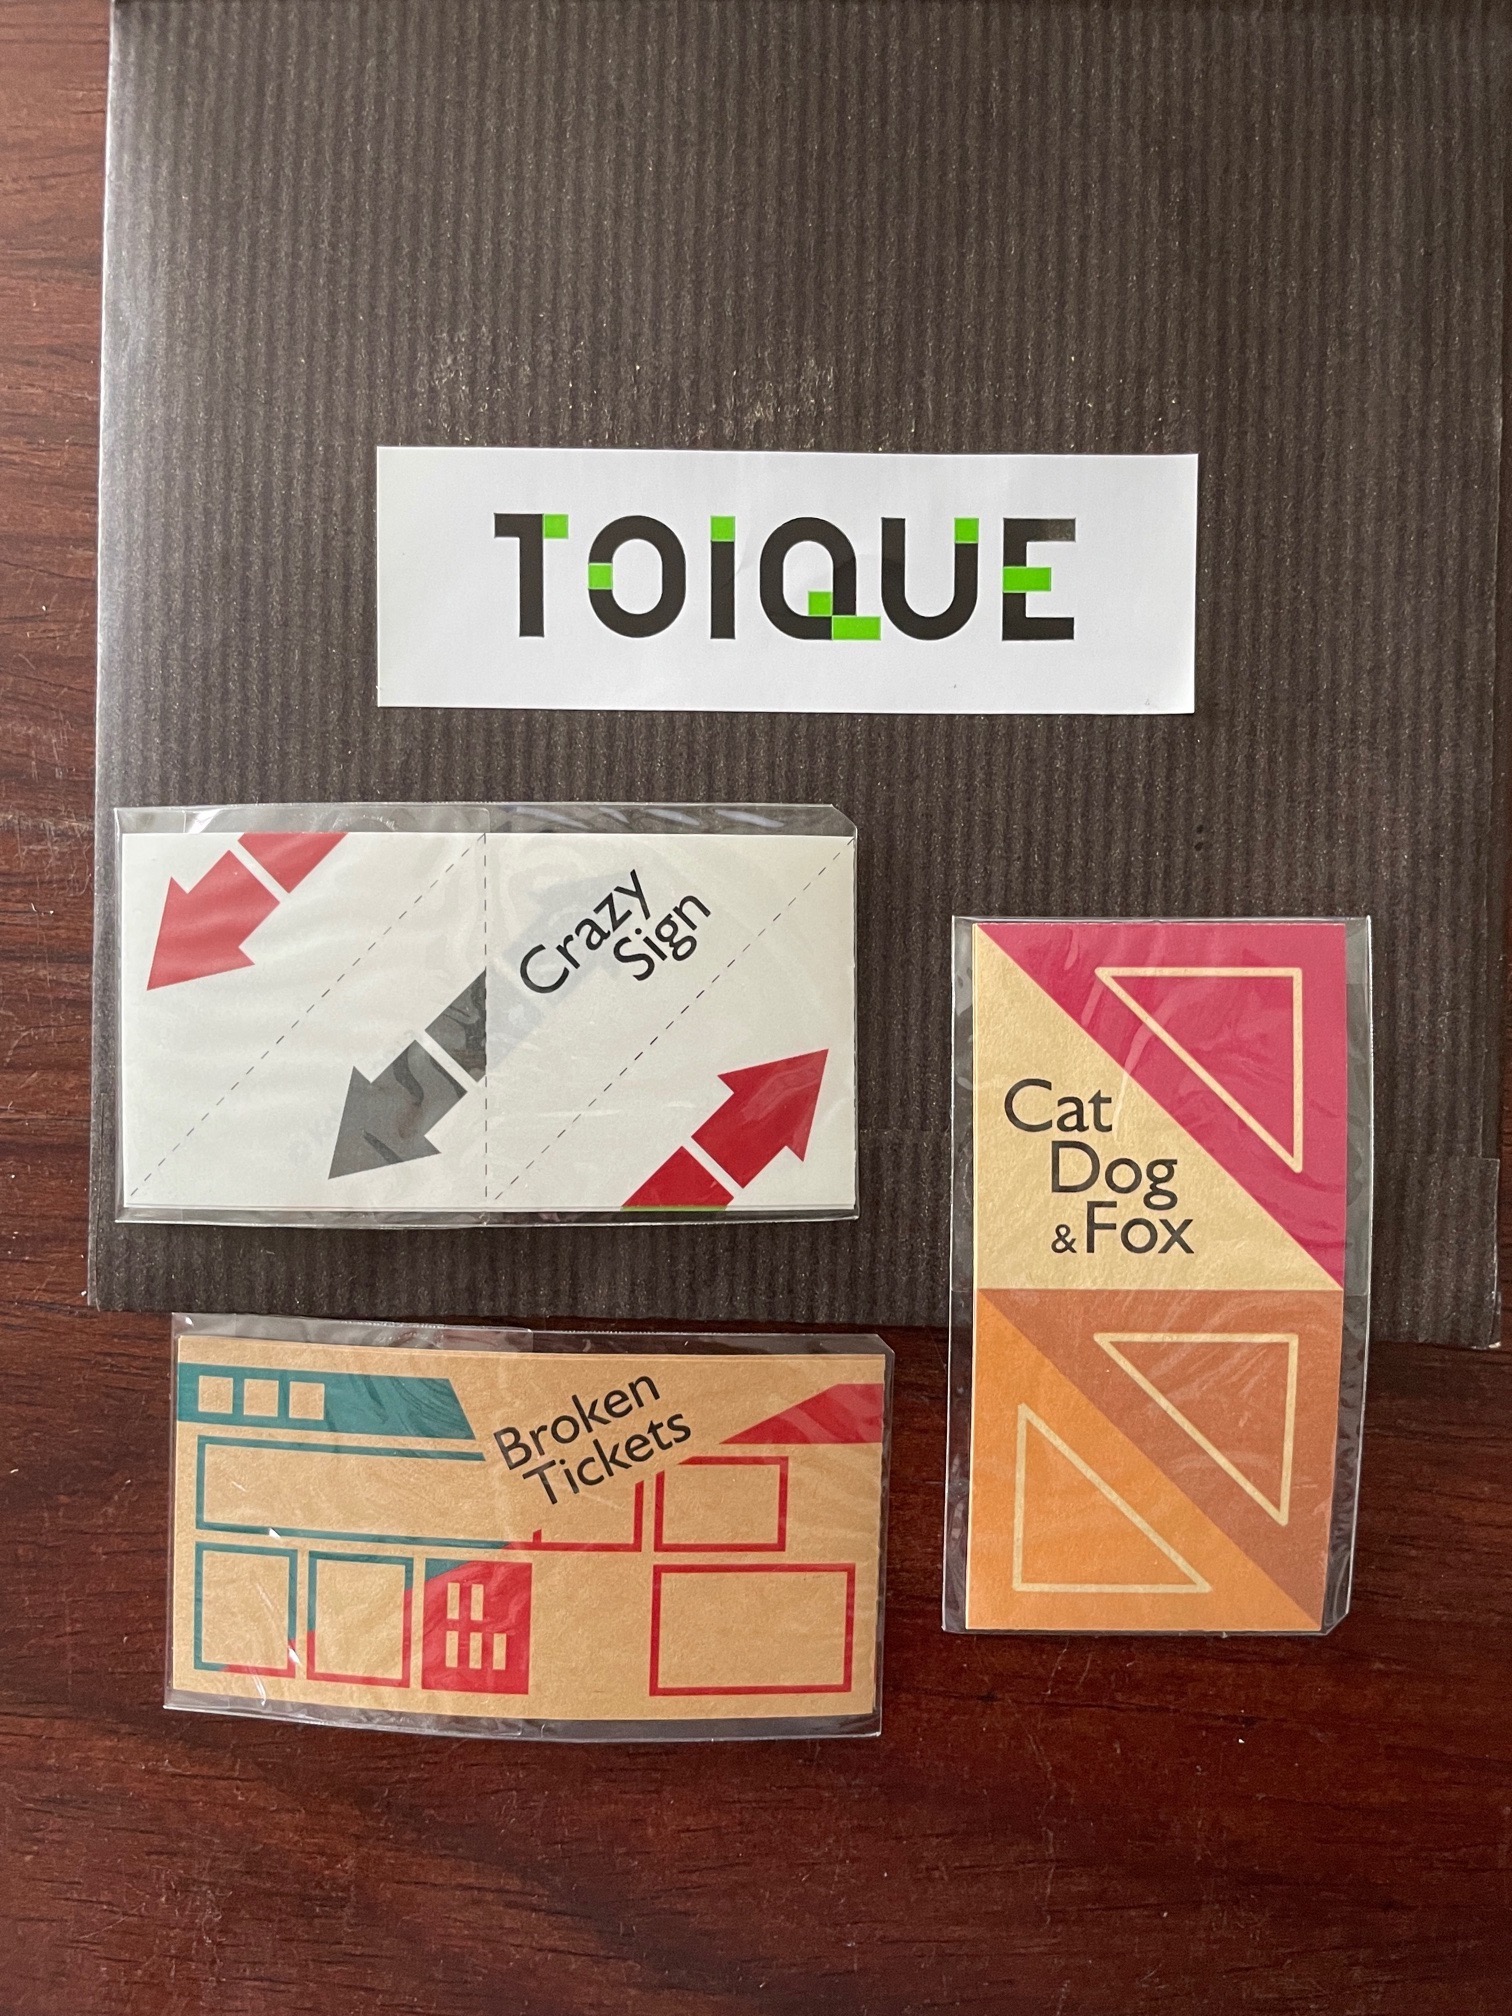 TOIQUE
Crazy
Sign
Cat
Dog
&Fox
Broken
Tickets